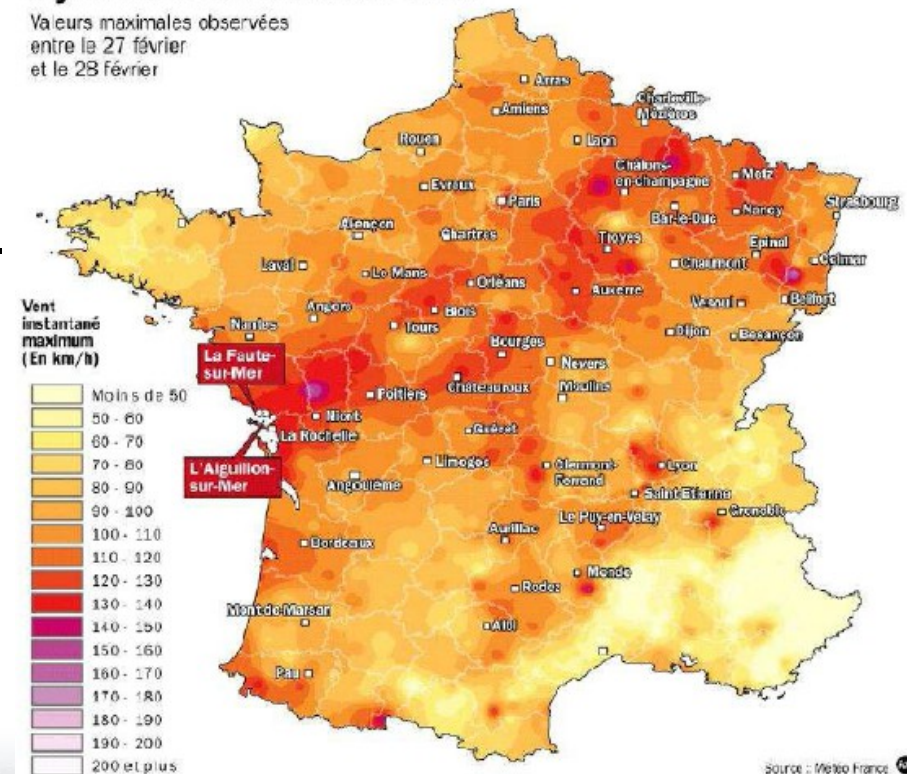 Valeurs maximales observées
entre le 27 février
et le 28 février
Arras
Amiens
Charleville-
Mézières
Rouen
Laon
Châlons-
en-champagne
Metz
Evreux
Paris
Strasbourg
Bar-le-Duc
Nancy
Alençon
Chartres
Troyes
Epinal
Laval
Le Mans
Chaumont
Colmar
Orléans
Auxerre
Vesoul
Belfort
Angers
Blois
Nantes
Tours
Dijon
Besançon
Bourges
La Faute-
sur-Mer
Nevers
Chateauroux
Moulins
Poitiers
Niort
La Rochelle
Guéret
L'Aiguillon-
sur-Mer
Limoges
Clermont-
Ferrand
Lyon
Angoulême
Saint Etienne
Le Puy-en-Velay
Grenoble
Aurillac
Bordeaux
Mende
Rodez
Mont-de-Marsan
Albi
Pau
Vent
instantané
maximum
(En km/h)
Moins de 50
50 - 60
60 - 70
70 - 80
80 - 90
90 - 100
100 - 110
110 - 120
120 - 130
130 - 140
140 - 150
150 - 160
160 - 170
170 - 180
180 - 190
190 - 200
200 et plus
Source : Météo France